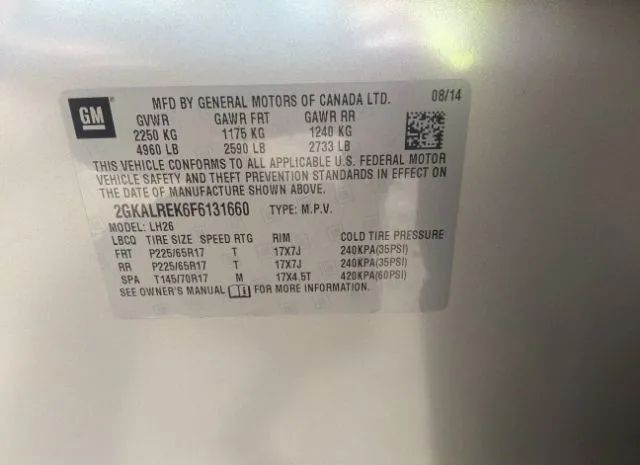 GM
MFD BY GENERAL MOTORS OF CANADA LTD. 08/14
GVWR GAWR FRT GAWR RR
2250 KG 1175 KG 1240 KG
4960 LB 2590 LB 2733 LB
THIS VEHICLE CONFORMS TO ALL APPLICABLE U.S. FEDERAL MOTOR
VEHICLE SAFETY AND THEFT PREVENTION STANDARDS IN EFFECT ON
THE DATE OF MANUFACTURE SHOWN ABOVE.
2GKALREK6F6131660 TYPE: M.P.V.
MODEL: LH26
LBCQ TIRE SIZE SPEED RTG RIM COLD TIRE PRESSURE
FRT P225/65R17 T 17X7J 240KPA(35PSI)
RR P225/65R17 T 17X7J 240KPA(35PSI)
SPA T145/70R17 M 17X4.5T 420KPA(60PSI)
SEE OWNER'S MANUAL FOR MORE INFORMATION.